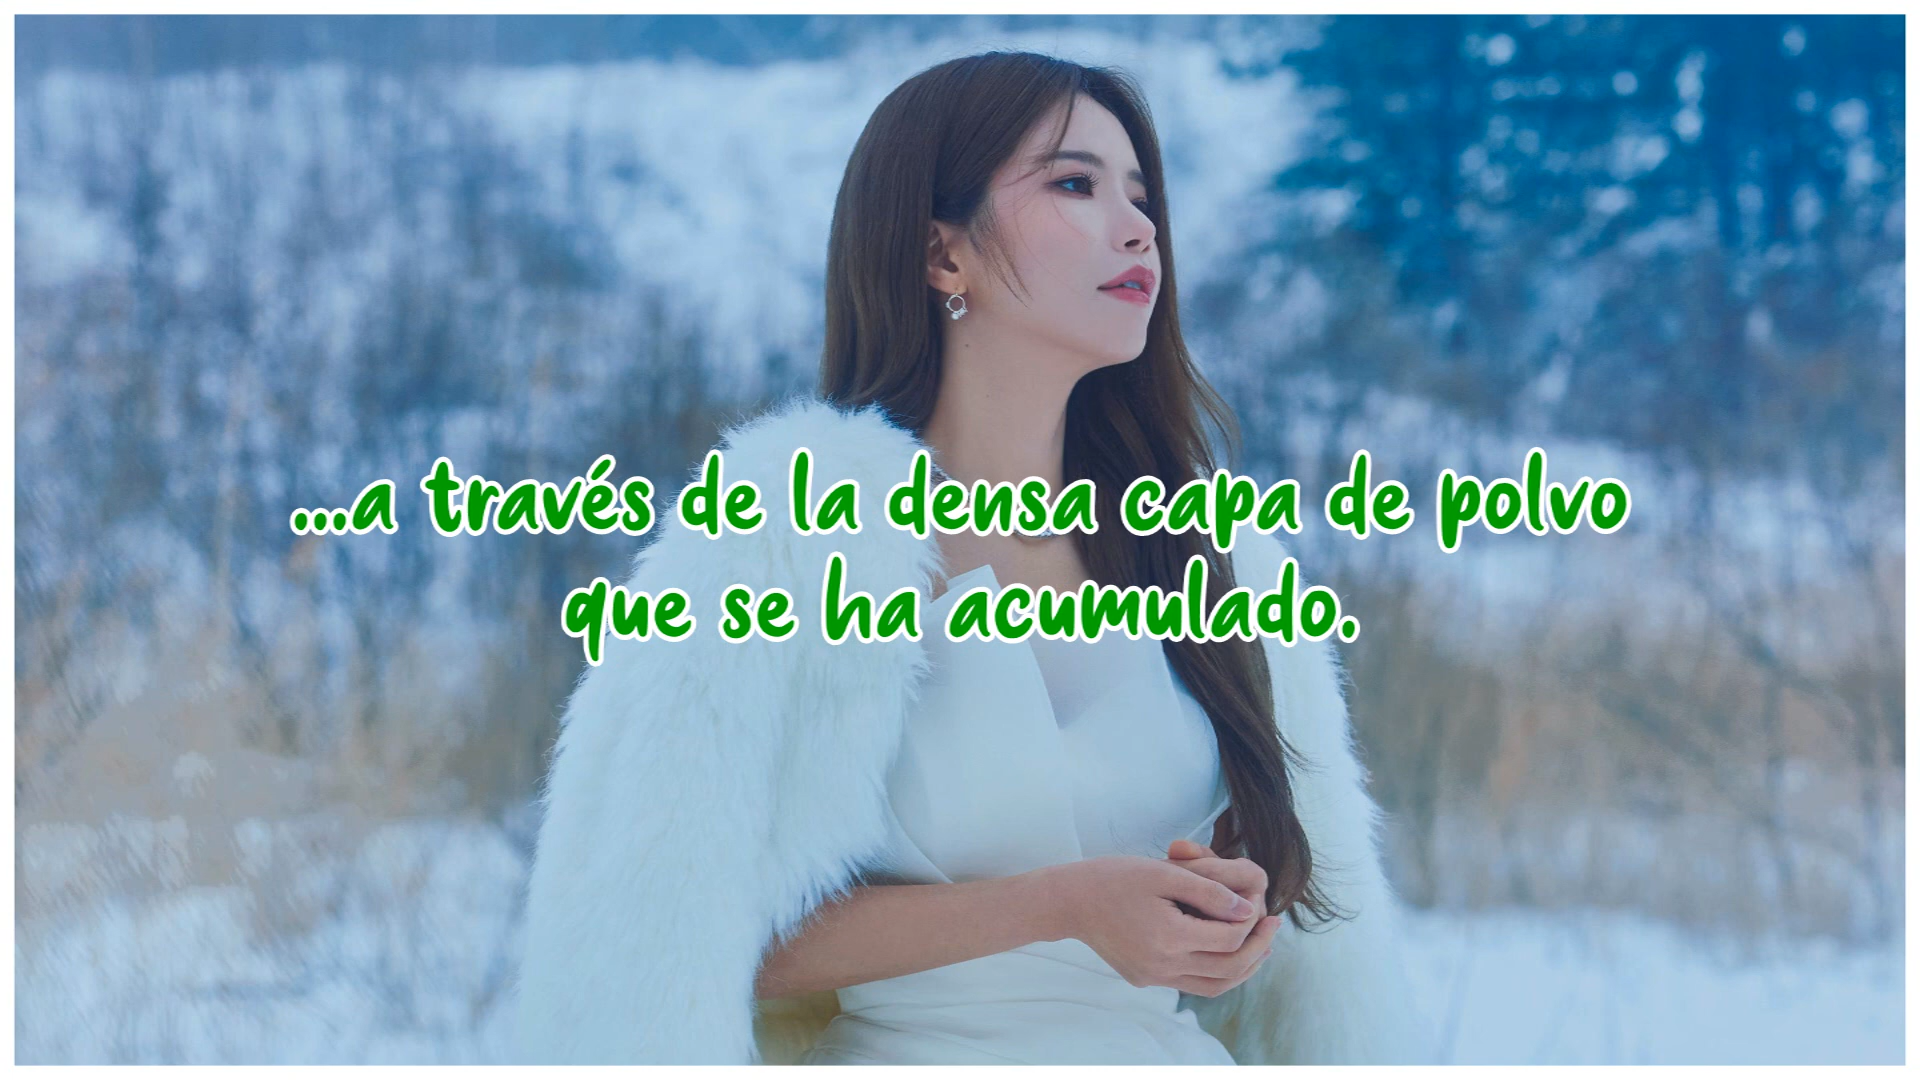 ...a través de la densa capa de polvo
que se ha acumulado.